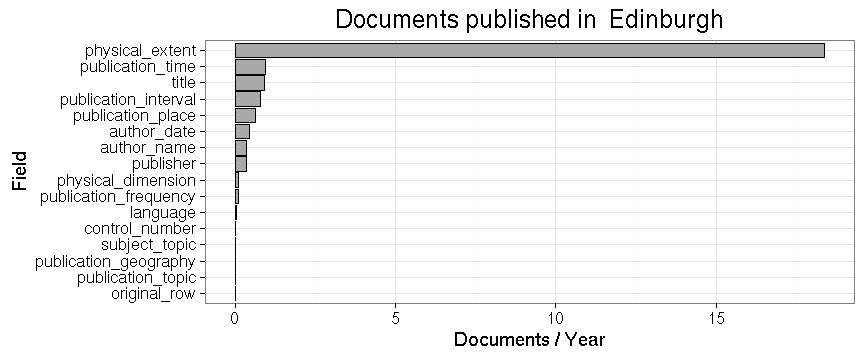 Documents published in  Edinburgh
physical_extent
publication_time
title
publication_interval
publication_place
author_date
author_name
publisher
physical_dimension
publication_frequency
language
control_number
subject_topic
publication_geography
publication_topic
original_row
Field
0 5 10 15
Documents / Year